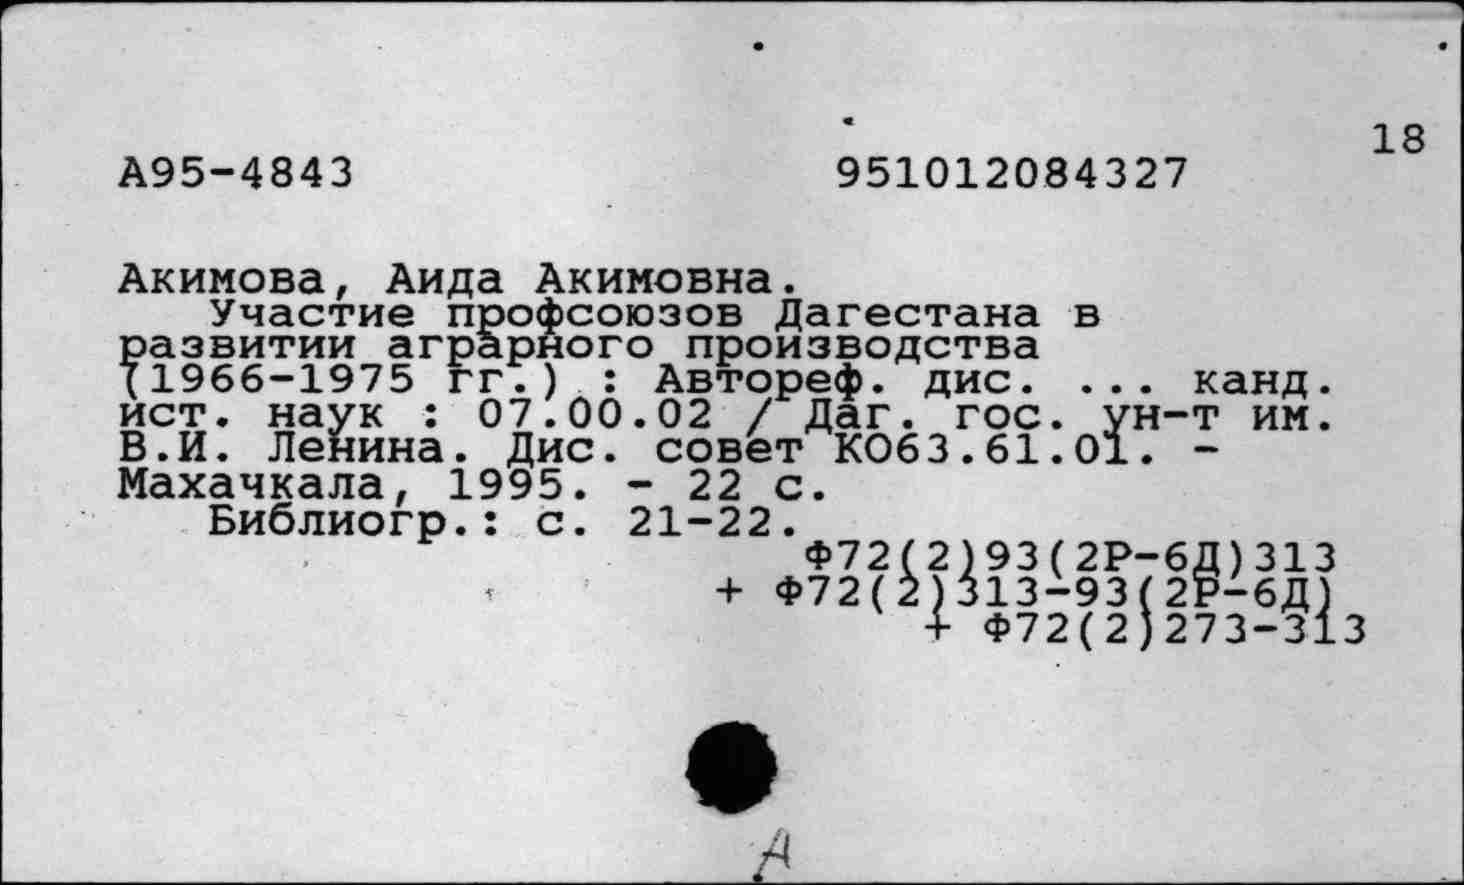 18
А95-4843 951012084327
Акимова, Аида Акимовна.
Участие профсоюзов Дагестана в
развитии аграрного производства
(1966-1975 гг.) : Автореф. дис. ... канд.
ист. наук : 07.00.02 / Даг. гос. ун-т им.
В.И. Ленина. Дис. совет К063.61.01. -
Махачкала, 1995. - 22 с.
Библиогр.: с. 21-22.
Ф72(2)93(2Р-6Д)313
+ Ф72(2)313-93(2Р-6Д)
+ Ф72(2)273-313
А